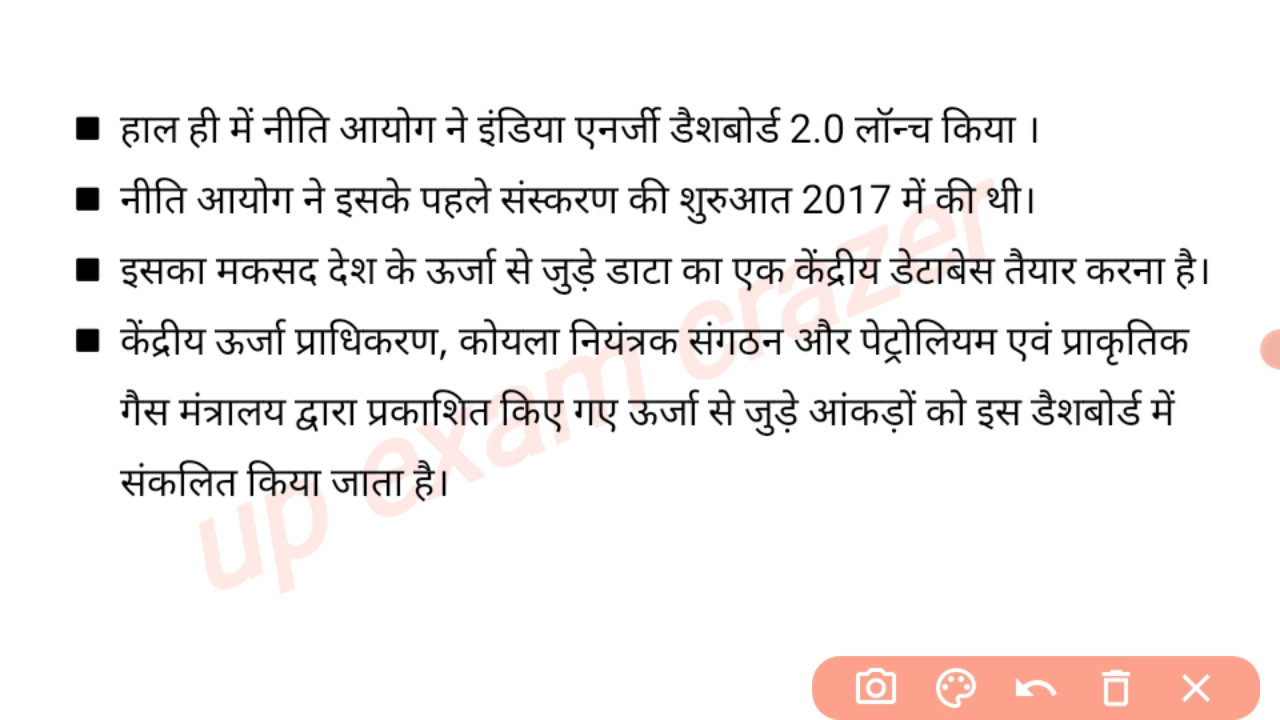 ■ हाल ही में नीति आयोग ने इंडिया एनर्जी डैशबोर्ड 2.0 लॉन्च किया ।
■ नीति आयोग ने इसके पहले संस्करण की शुरुआत 2017 में की थी।
■ इसका मकसद देश के ऊर्जा से जुड़े डाटा का एक केंद्रीय डेटाबेस तैयार करना है।
■ केंद्रीय ऊर्जा प्राधिकरण, कोयला नियंत्रक संगठन और पेट्रोलियम एवं प्राकृतिक
गैस मंत्रालय द्वारा प्रकाशित किए गए ऊर्जा से जुड़े आंकड़ों को इस डैशबोर्ड में
संकलित किया जाता है।
up exam crazer